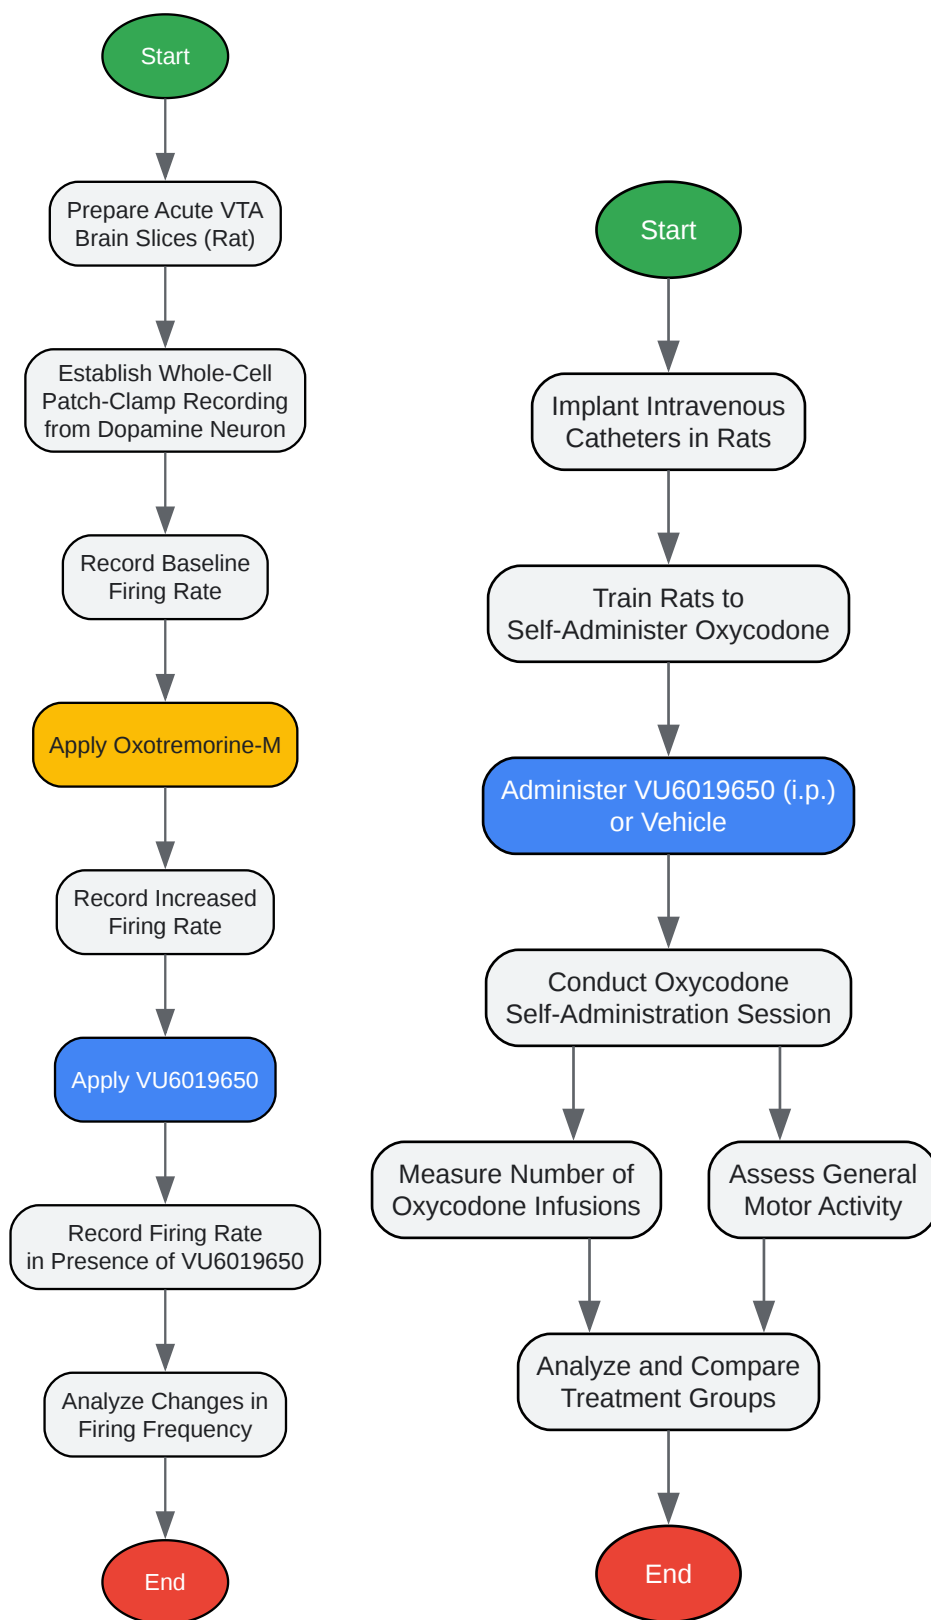 Start
Prepare Acute VTA
Brain Slices (Rat)
Establish Whole-Cell
Patch-Clamp Recording
from Dopamine Neuron
Record Baseline
Firing Rate
Apply Oxotremorine-M
Record Increased
Firing Rate
Apply VU6019650
Record Firing Rate
in Presence of VU6019650
Analyze Changes in
Firing Frequency
End
Start
Implant Intravenous
Catheters in Rats
Train Rats to
Self-Administer Oxycodone
Administer VU6019650 (i.p.)
or Vehicle
Conduct Oxycodone
Self-Administration Session
Measure Number of
Oxycodone Infusions
Assess General
Motor Activity
Analyze and Compare
Treatment Groups
End